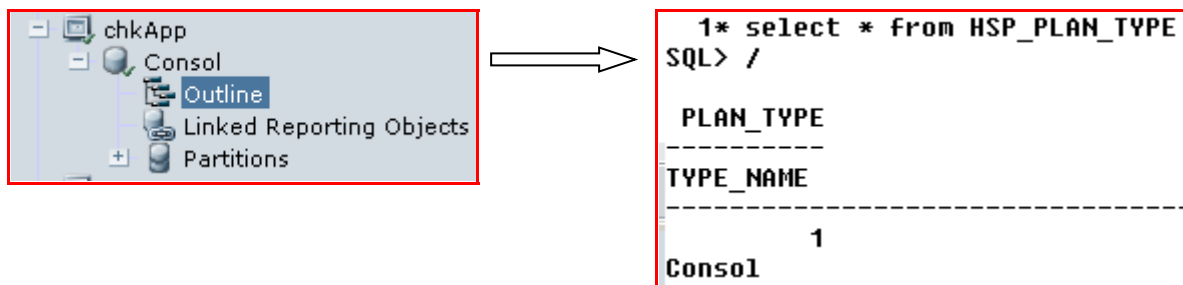 chkApp
Consol
Outline
Linked Reporting Objects
Partitions
1* select * from HSP_PLAN_TYPE
SQL> /
PLAN_TYPE
----------
TYPE_NAME
--------------------------------
1
Consol